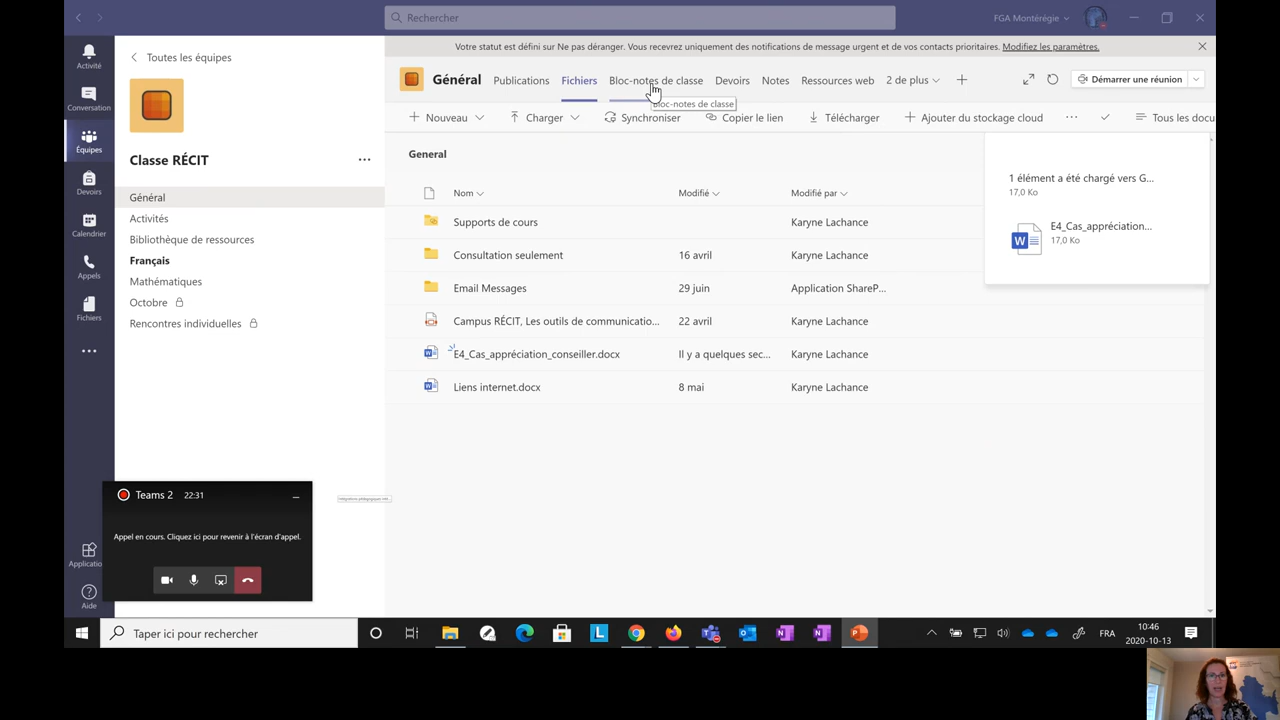 Rechercher
FGA Montérégie
Votre statut est défini sur Ne pas déranger. Vous recevrez uniquement des notifications de message urgent et de vos contacts prioritaires. Modifiez les paramètres.
Activité
Conversation
Équipes
Devoirs
Calendrier
Appels
Fichiers
Applicatio
Aide
Toutes les équipes
Classe RÉCIT
Général
Activités
Bibliothèque de ressources
Français
Mathématiques
Octobre
Rencontres individuelles
Général Publications Fichiers Bloc-notes de classe Devoirs Notes Ressources web 2 de plus
Démarrer une réunion
Bloc-notes de classe
Nouveau Charger Synchroniser Copier le lien Télécharger Ajouter du stockage cloud ... Tous les docu
General
Nom Modifié Modifié par
Supports de cours Karyne Lachance
Consultation seulement 16 avril Karyne Lachance
Email Messages 29 juin Application ShareP...
Campus RÉCIT, Les outils de communicatio... 22 avril Karyne Lachance
E4_Cas_appréciation_conseiller.docx Il y a quelques sec... Karyne Lachance
Liens internet.docx 8 mai Karyne Lachance
1 élément a été chargé vers G...
17,0 Ko
E4_Cas_appréciation...
17,0 Ko
Teams 2 22:31
Appel en cours. Cliquez ici pour revenir à l'écran d'appel.
Taper ici pour rechercher
FRA
10:46
2020-10-13